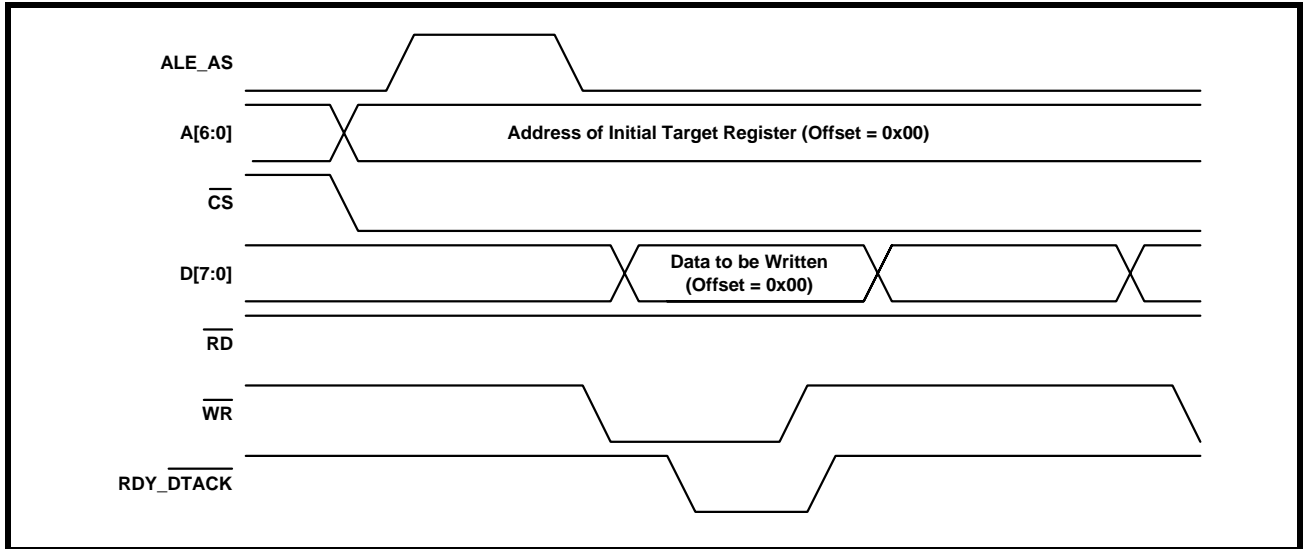 ALE_AS
A[6:0]
Address of Initial Target Register (Offset = 0x00)
CS
D[7:0]
Data to be Written
(Offset = 0x00)
RD
WR
RDY_DTACK